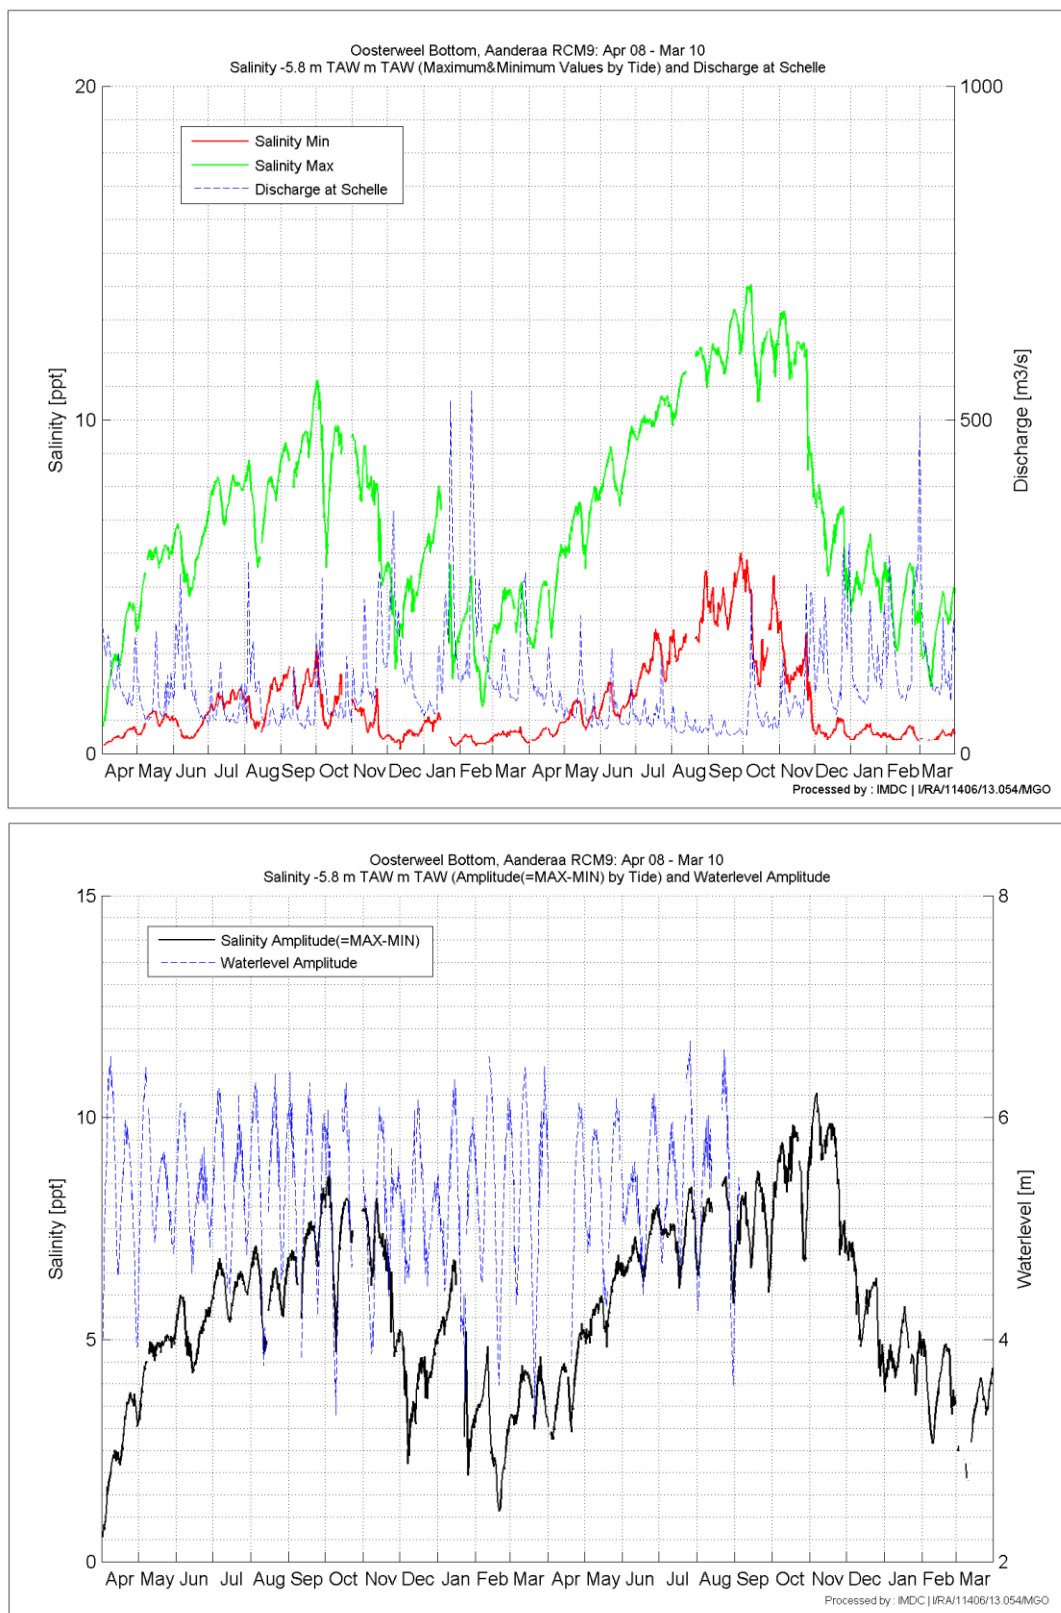 Oosterweel Bottom, Aanderaa RCM9: Apr 08 - Mar 10
Salinity -5.8 m TAW m TAW (Maximum&Minimum Values by Tide) and Discharge at Schelle
20
1000
Salinity Min
Salinity Max
Discharge at Schelle
Salinity [ppt]
Discharge [m3/s]
10
500
0
0
Apr May Jun Jul Aug Sep Oct Nov Dec Jan Feb Mar Apr May Jun Jul Aug Sep Oct Nov Dec Jan Feb Mar
Processed by : IMDC | I/RA/11406/13.054/MGO
Oosterweel Bottom, Aanderaa RCM9: Apr 08 - Mar 10
Salinity -5.8 m TAW m TAW (Amplitude(=MAX-MIN) by Tide) and Waterlevel Amplitude
15
8
Salinity Amplitude(=MAX-MIN)
Waterlevel Amplitude
10
6
Salinity [ppt]
Waterlevel [m]
5
4
0
2
Apr May Jun Jul Aug Sep Oct Nov Dec Jan Feb Mar Apr May Jun Jul Aug Sep Oct Nov Dec Jan Feb Mar
Processed by : IMDC | I/RA/11406/13.054/MGO